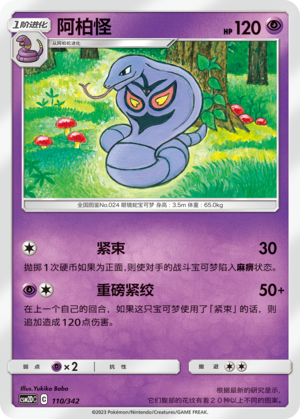 1阶进化
阿柏怪
HP 120
从阿柏蛇进化
全国图鉴No.024 眼镜蛇宝可梦 身高：3.5m 体重：65.0kg
紧束 30
抛掷1次硬币如果为正面，则使对手的战斗宝可梦陷入麻痹状态。
重磅紧绞 50+
在上一个自己的回合，如果这只宝可梦使用了「紧束」的话，则
追加造成120点伤害。
弱点 ×2 抗性 撤退
Illus. Yukiko Baba
CSM2DC C 110/342
根据最新的研究显示，
它们腹部的花纹有着20种以上不同的图案。
©2023 Pokémon/Nintendo/Creatures/GAME FREAK.